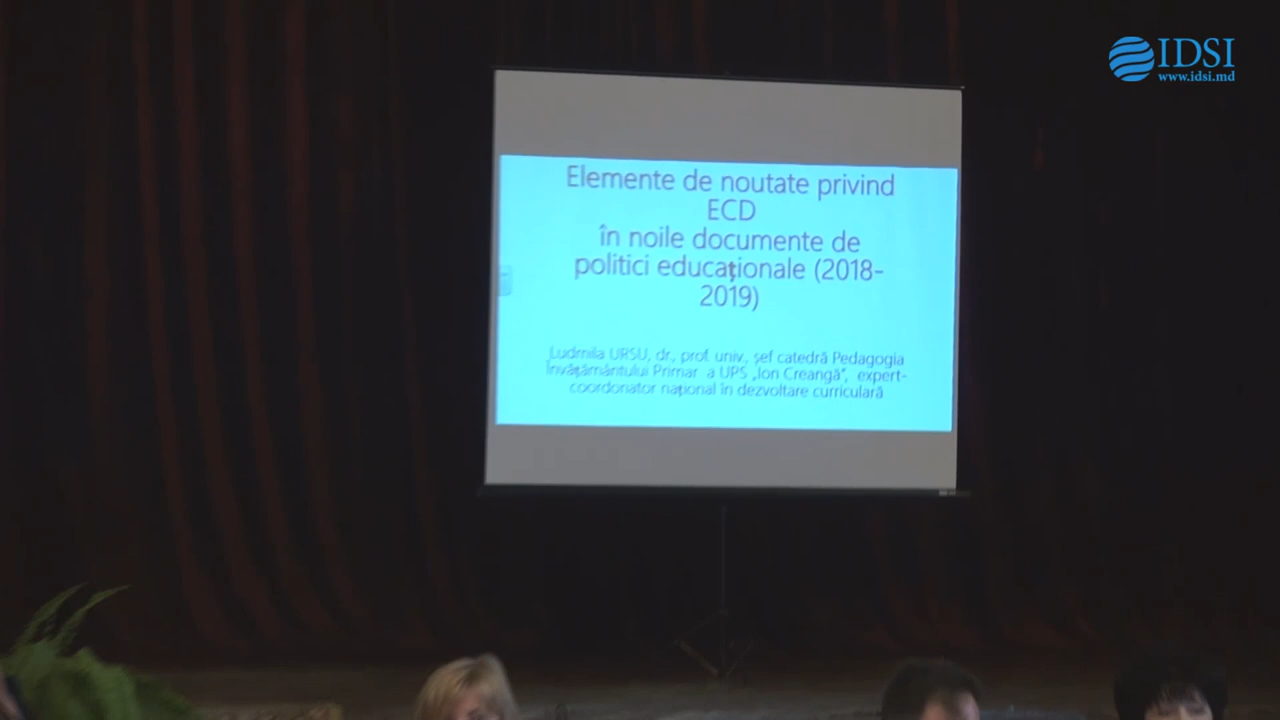 IDSI
www.idsi.md
Elemente de noutate privind
ECD
în noile documente de
politici educaționale (2018-
2019)
Ludmila URSU, dr., prof. univ., șef catedră Pedagogia
Învățământului Primar a UPS „Ion Creangă”, expert-
coordonator național în dezvoltare curriculară